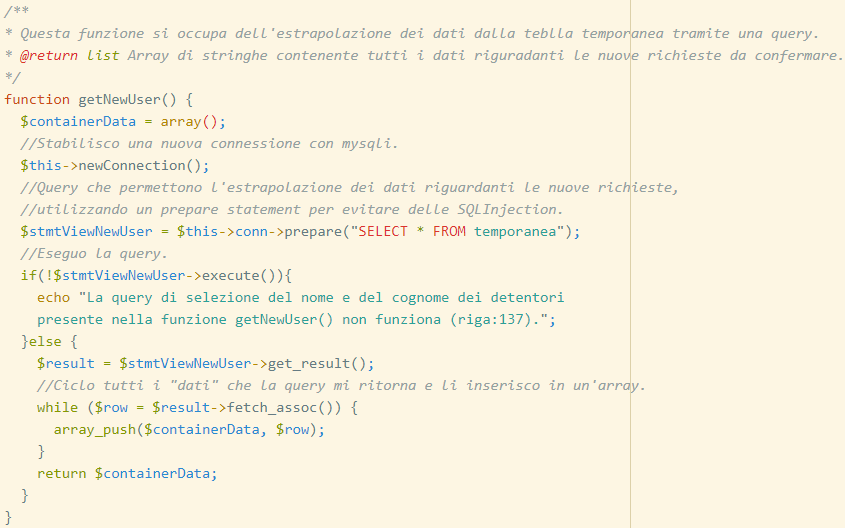 /**
* Questa funzione si occupa dell'estrapolazione dei dati dalla teblla temporanea tramite una query.
* @return list Array di stringhe contenente tutti i dati riguradanti le nuove richieste da confermare.
*/
function getNewUser() {
$containerData = array();
//Stabilisco una nuova connessione con mysqli.
$this->newConnection();
//Query che permettono l'estrapolazione dei dati riguardanti le nuove richieste,
//utilizzando un prepare statement per evitare delle SQLInjection.
$stmtViewNewUser = $this->conn->prepare("SELECT * FROM temporanea");
//Eseguo la query.
if(!$stmtViewNewUser->execute()){
echo "La query di selezione del nome e del cognome dei detentori
presente nella funzione getNewUser() non funziona (riga:137).";
}else {
$result = $stmtViewNewUser->get_result();
//Ciclo tutti i "dati" che la query mi ritorna e li inserisco in un'array.
while ($row = $result->fetch_assoc()) {
array_push($containerData, $row);
}
return $containerData;
}
}